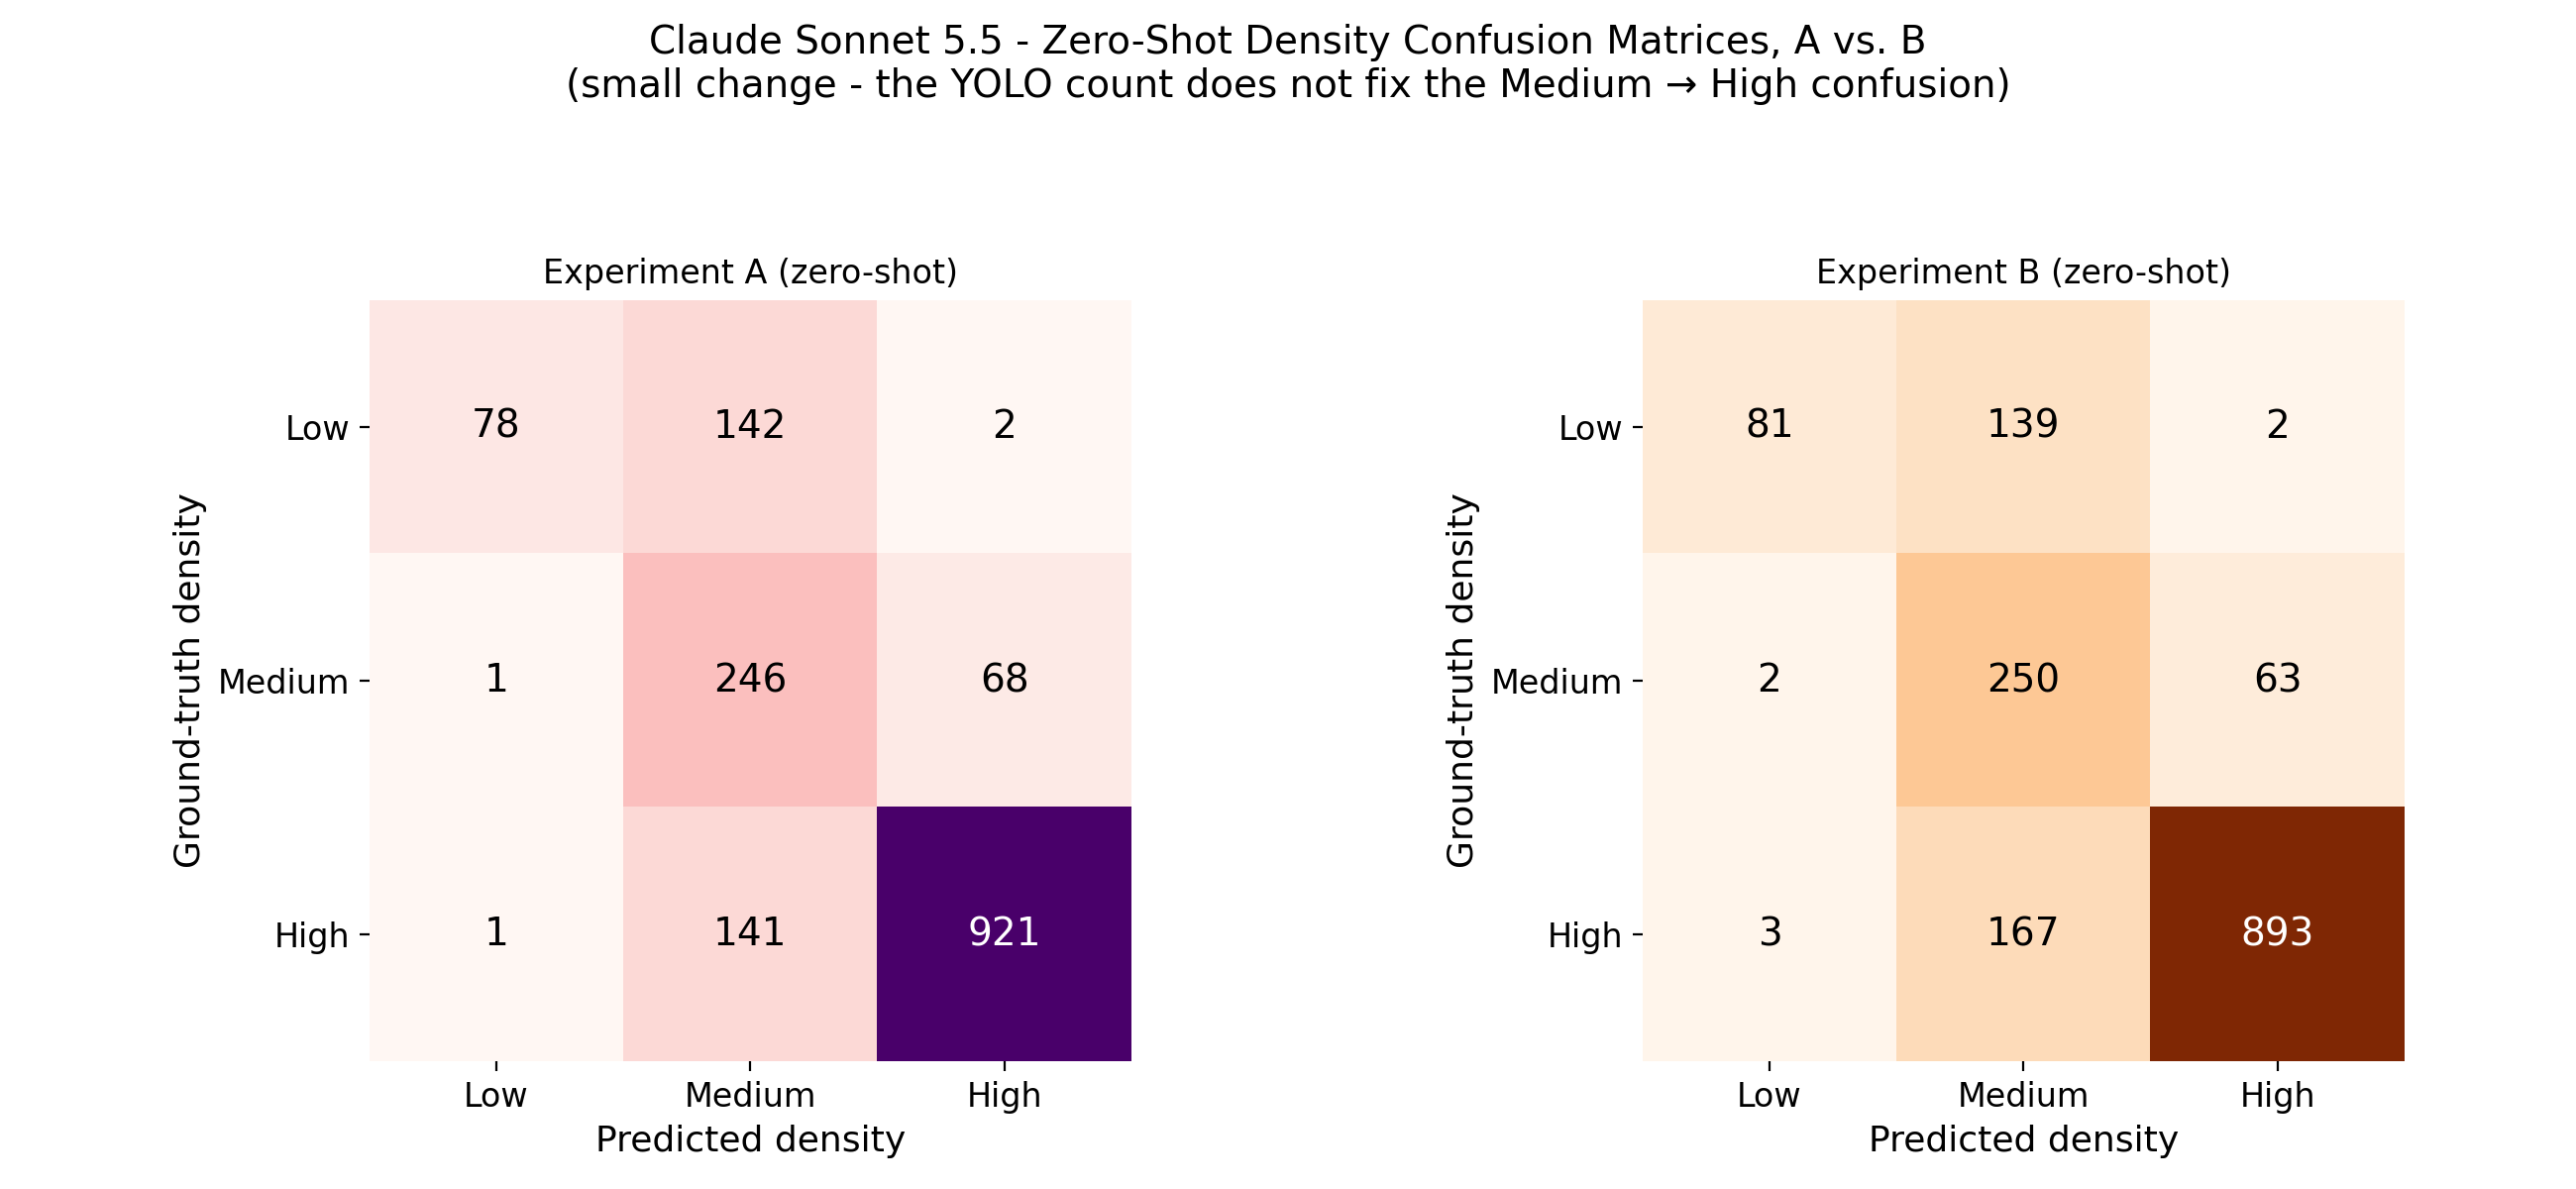 Claude Sonnet 5.5 - Zero-Shot Density Confusion Matrices, A vs. B
(small change - the YOLO count does not fix the Medium → High confusion)
Experiment A (zero-shot)
Ground-truth density
Low
78
142
2
Medium
1
246
68
High
1
141
921
Low
Medium
High
Predicted density
Experiment B (zero-shot)
Ground-truth density
Low
81
139
2
Medium
2
250
63
High
3
167
893
Low
Medium
High
Predicted density